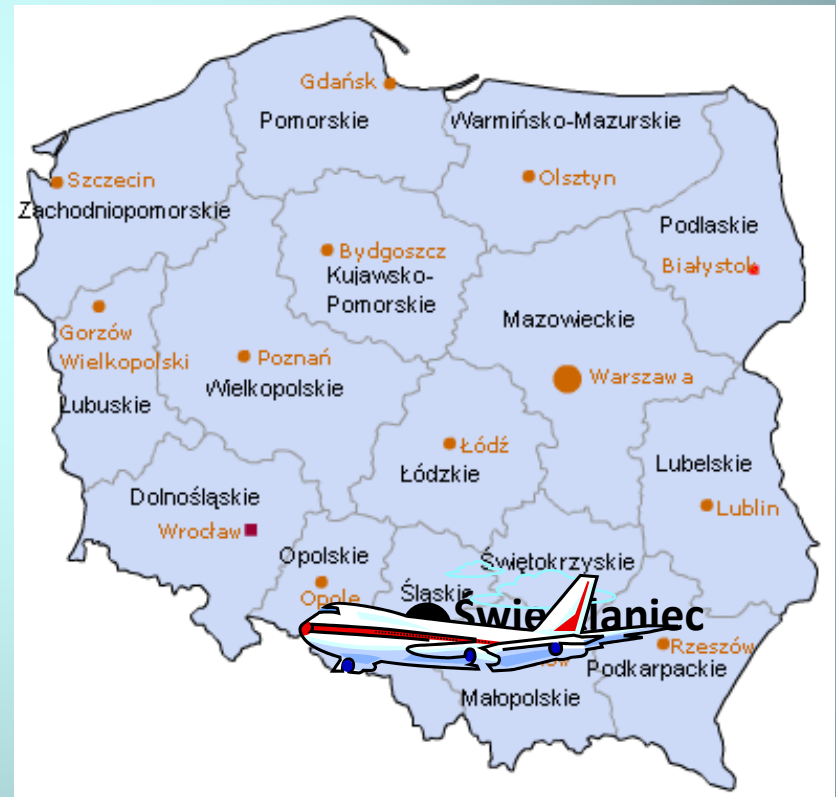 Gdańsk
Pomorskie
Warmińsko-Mazurskie
Szczecin
Olsztyn
Zachodniopomorskie
Podlaskie
Bydgoszcz
Białystok
Kujawsko-
Pomorskie
Mazowieckie
Gorzów
Wielkopolski
Poznań
Warszawa
Wielkopolskie
Lubuskie
Łódź
Łódzkie
Lubelskie
Dolnośląskie
Lublin
Wrocław
Opolskie
Świętokrzyskie
Opole
Śląskie
Rzeszów
Podkarpackie
Małopolskie